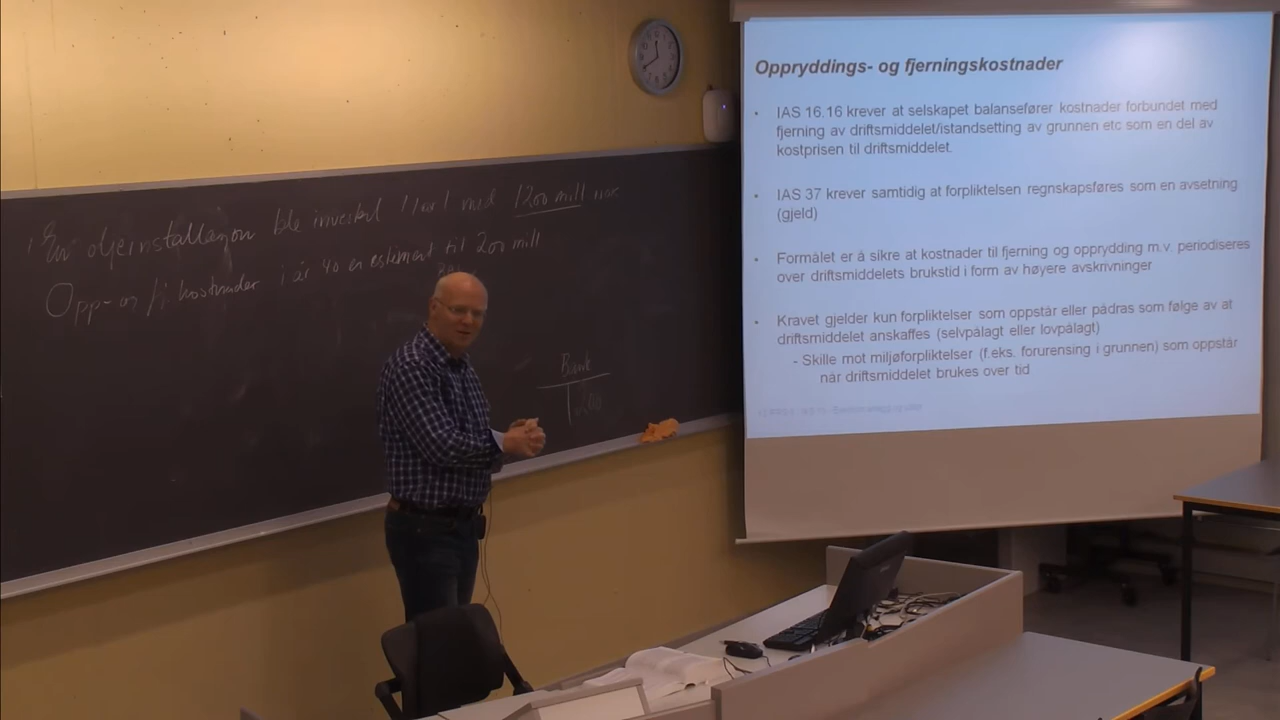 En oljeinstallasjon ble investert 1/1 år 1 med 1200 mill
Opp- og fj. kostnader i år 40 er estimert til 200 mill
Bank
1200
Oppryddings- og fjerningskostnader
• IAS 16.16 krever at selskapet balansefører kostnader forbundet med
fjerning av driftsmiddelet/istandsetting av grunnen etc som en del av
kostprisen til driftsmiddelet.
• IAS 37 krever samtidig at forpliktelsen regnskapsføres som en avsetning
(gjeld)
• Formålet er å sikre at kostnader til fjerning og opprydding m.v. periodiseres
over driftsmiddelets brukstid i form av høyere avskrivninger
• Kravet gjelder kun forpliktelser som oppstår eller pådras som følge av at
driftsmiddelet anskaffes (selvpålagt eller lovpålagt)
- Skille mot miljøforpliktelser (f.eks. forurensing i grunnen) som oppstår
når driftsmiddelet brukes over tid